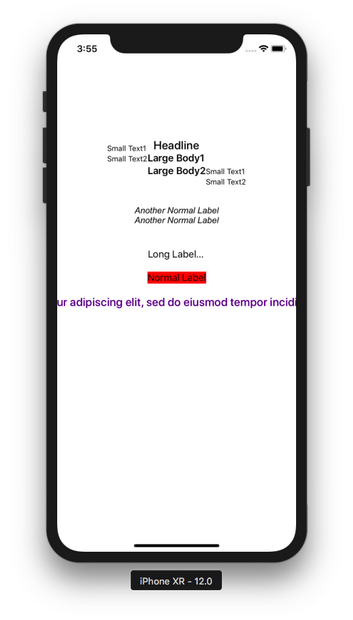 3:55
Headline
Small Text1
Small Text2
Large Body1
Large Body2
Small Text1
Small Text2
Another Normal Label
Another Normal Label
Long Label...
Normal Label
ur adipiscing elit, sed do eiusmod tempor incidi
iPhone XR - 12.0